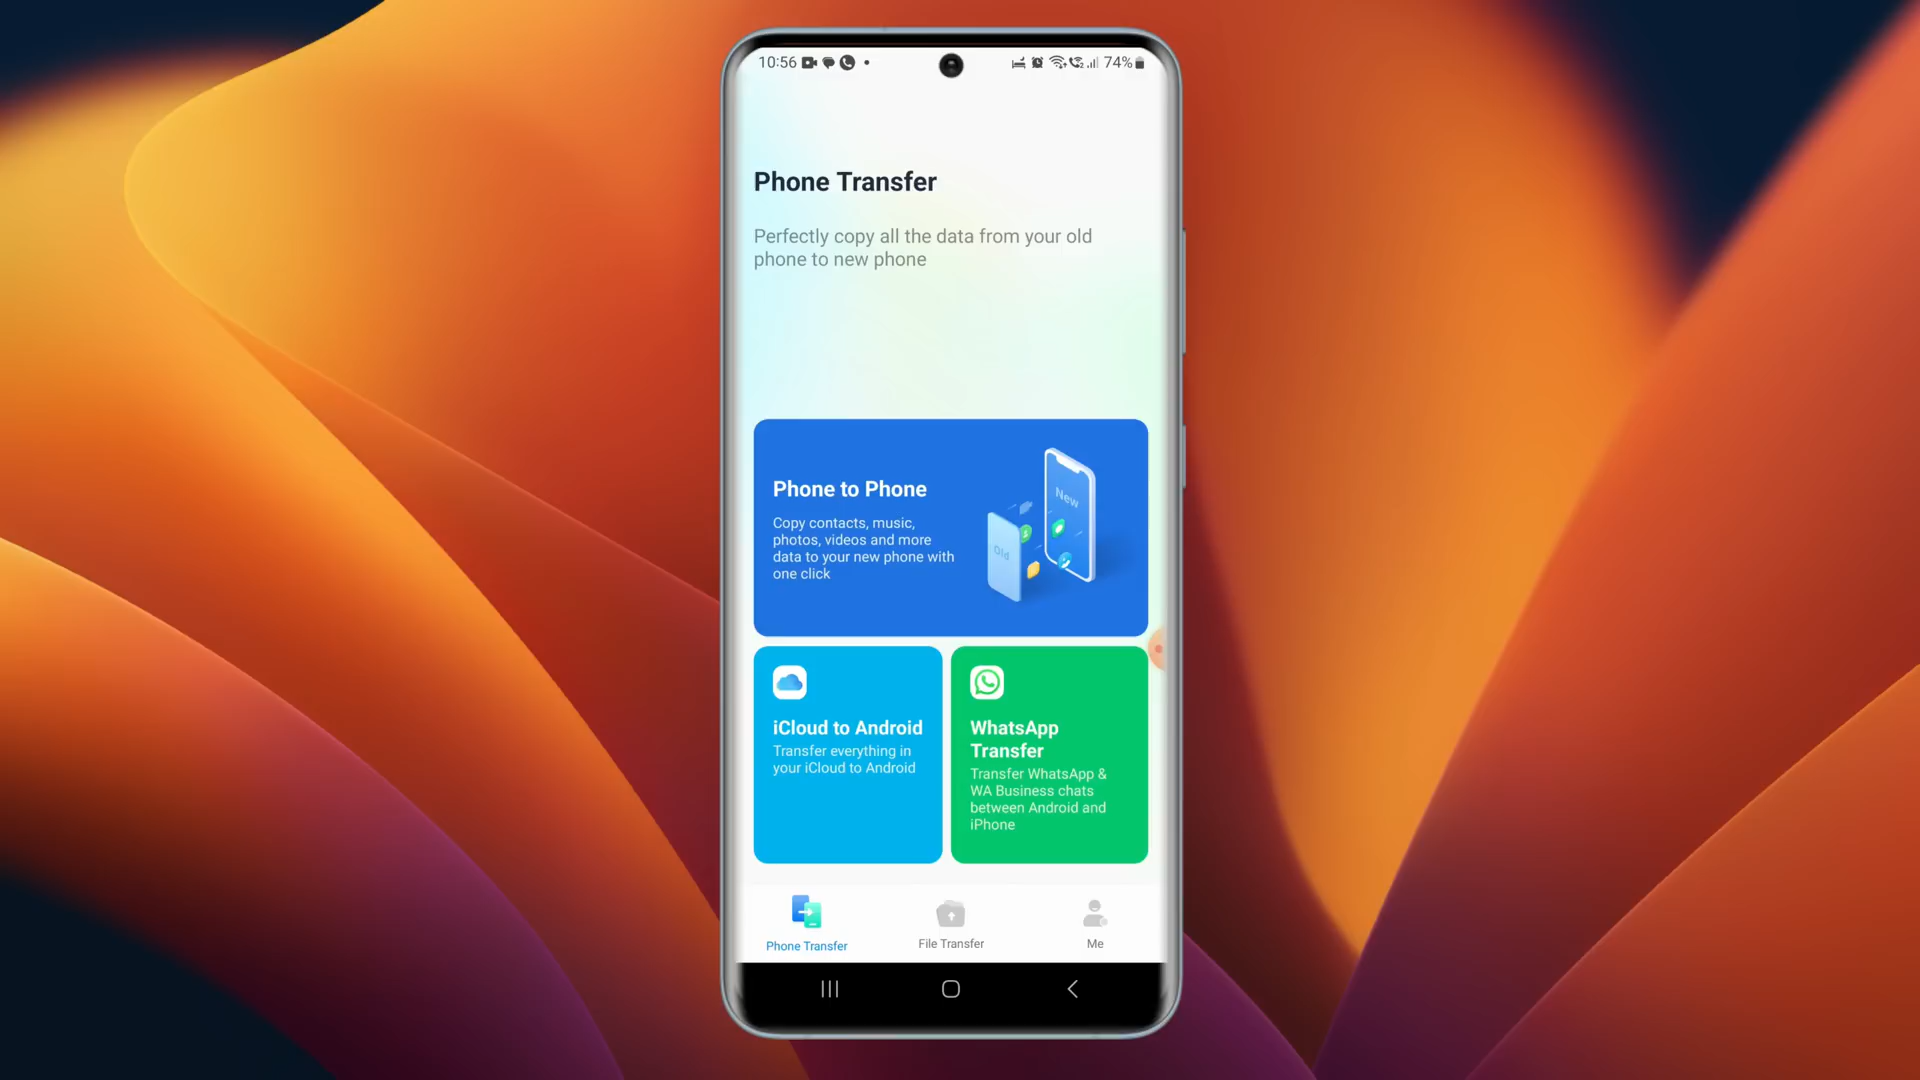 10:56
74%
Phone Transfer
Perfectly copy all the data from your old
phone to new phone
Phone to Phone
Copy contacts, music,
photos, videos and more
data to your new phone with
one click
New
Old
iCloud to Android
Transfer everything in
your iCloud to Android
WhatsApp
Transfer
Transfer WhatsApp &
WA Business chats
between Android and
iPhone
Phone Transfer
File Transfer
Me